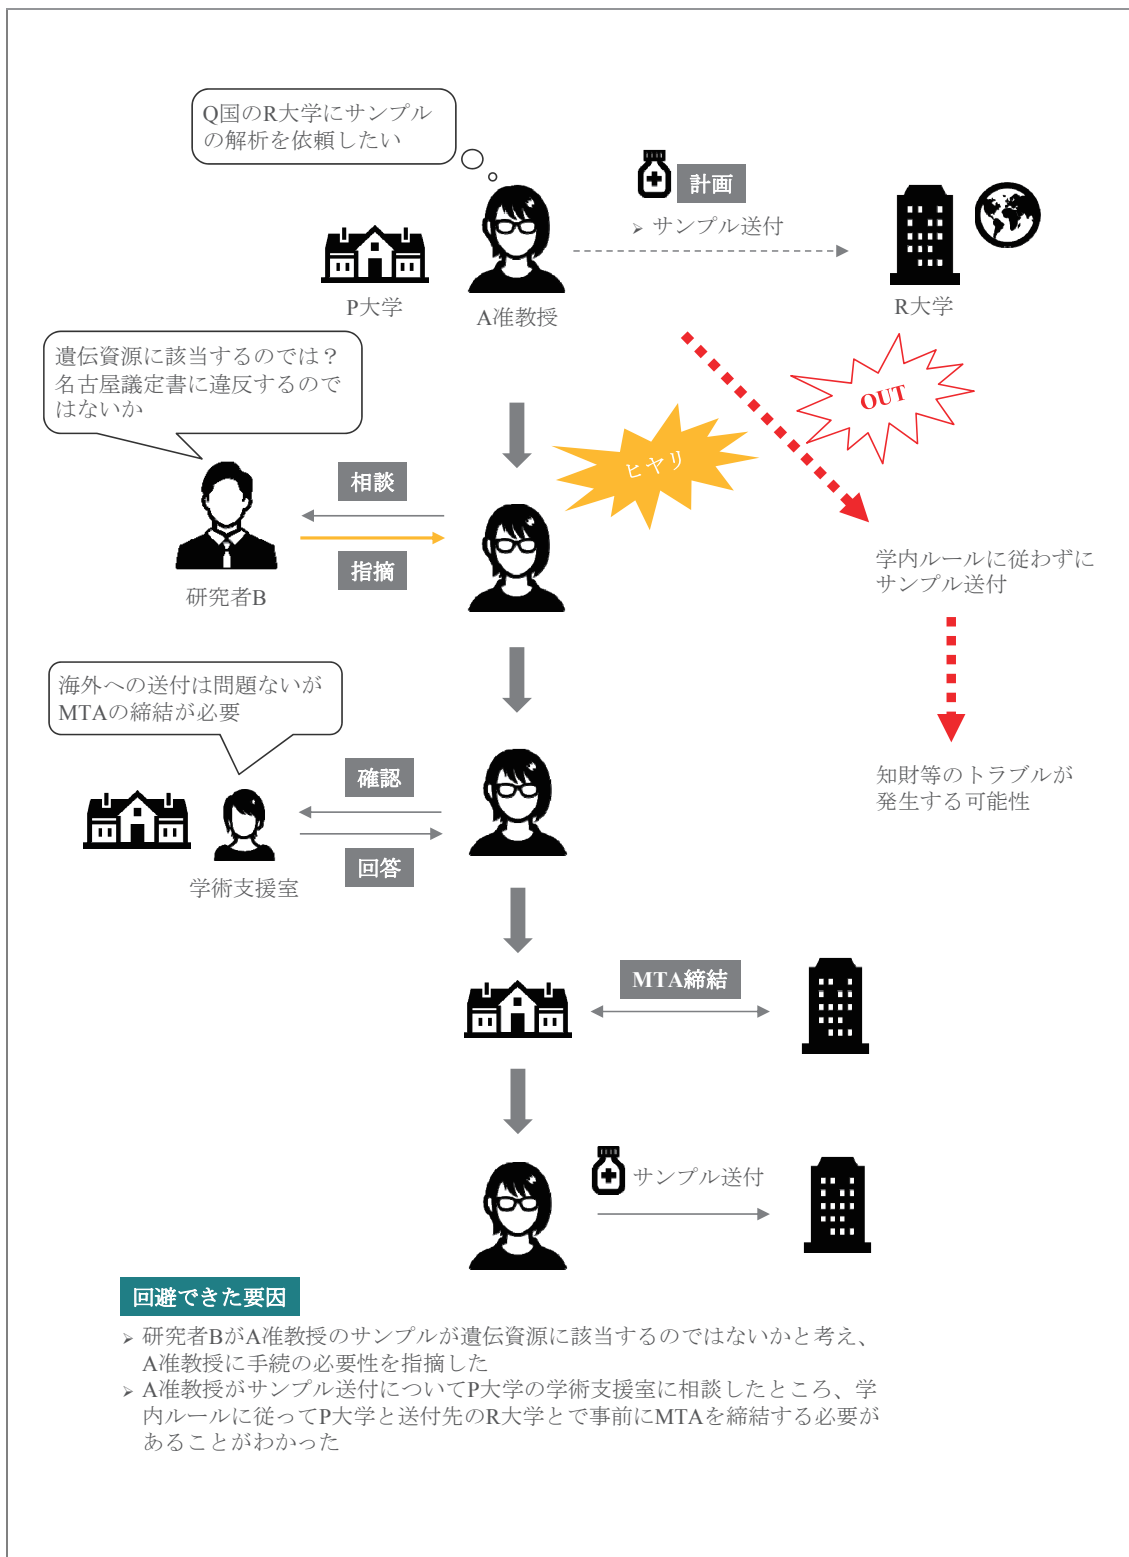 Q国のR大学にサンプル
の解析を依頼したい
計画
➢ サンプル送付
P大学
A准教授
R大学
遺伝資源に該当するのでは？
名古屋議定書に違反するので
はないか
OUT
ヒヤリ
相談
指摘
研究者B
学内ルールに従わずに
サンプル送付
海外への送付は問題ないが
MTAの締結が必要
確認
回答
学術支援室
知財等のトラブルが
発生する可能性
MTA締結
サンプル送付
回避できた要因
➢ 研究者BがA准教授のサンプルが遺伝資源に該当するのではないかと考え、
A准教授に手続の必要性を指摘した
➢ A准教授がサンプル送付についてP大学の学術支援室に相談したところ、学
内ルールに従ってP大学と送付先のR大学とで事前にMTAを締結する必要が
あることがわかった